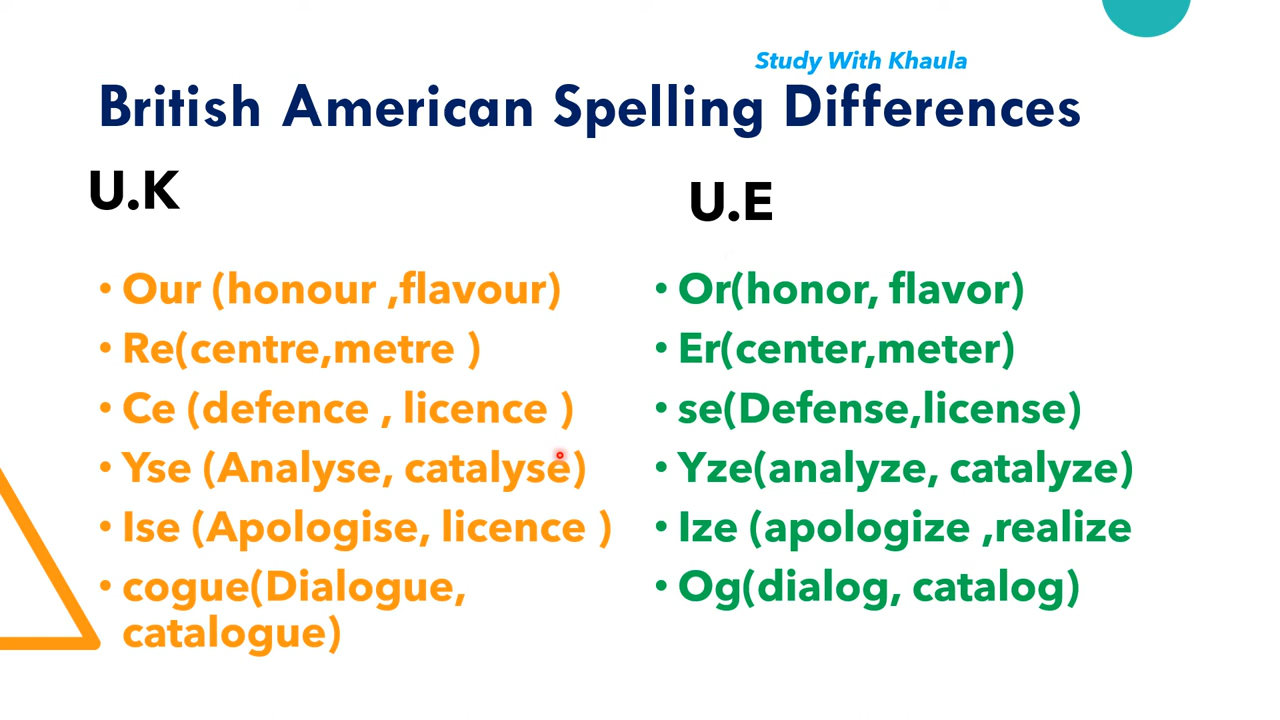 Study With Khaula
British American Spelling Differences
U.K
• Our (honour ,flavour)
• Re(centre,metre )
• Ce (defence , licence )
• Yse (Analyse, catalyse)
• Ise (Apologise, licence )
• cogue(Dialogue,
catalogue)
U.E
• Or(honor, flavor)
• Er(center,meter)
• se(Defense,license)
• Yze(analyze, catalyze)
• Ize (apologize ,realize
• Og(dialog, catalog)